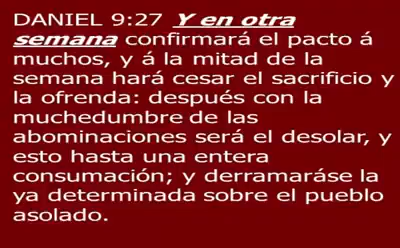 DANIEL 9:27 Y en otra
semana confirmará el pacto á
muchos, y á la mitad de la
semana hará cesar el sacrificio y
la ofrenda: después con la
muchedumbre de las
abominaciones será el desolar, y
esto hasta una entera
consumación; y derramaráse la
ya determinada sobre el pueblo
asolado.